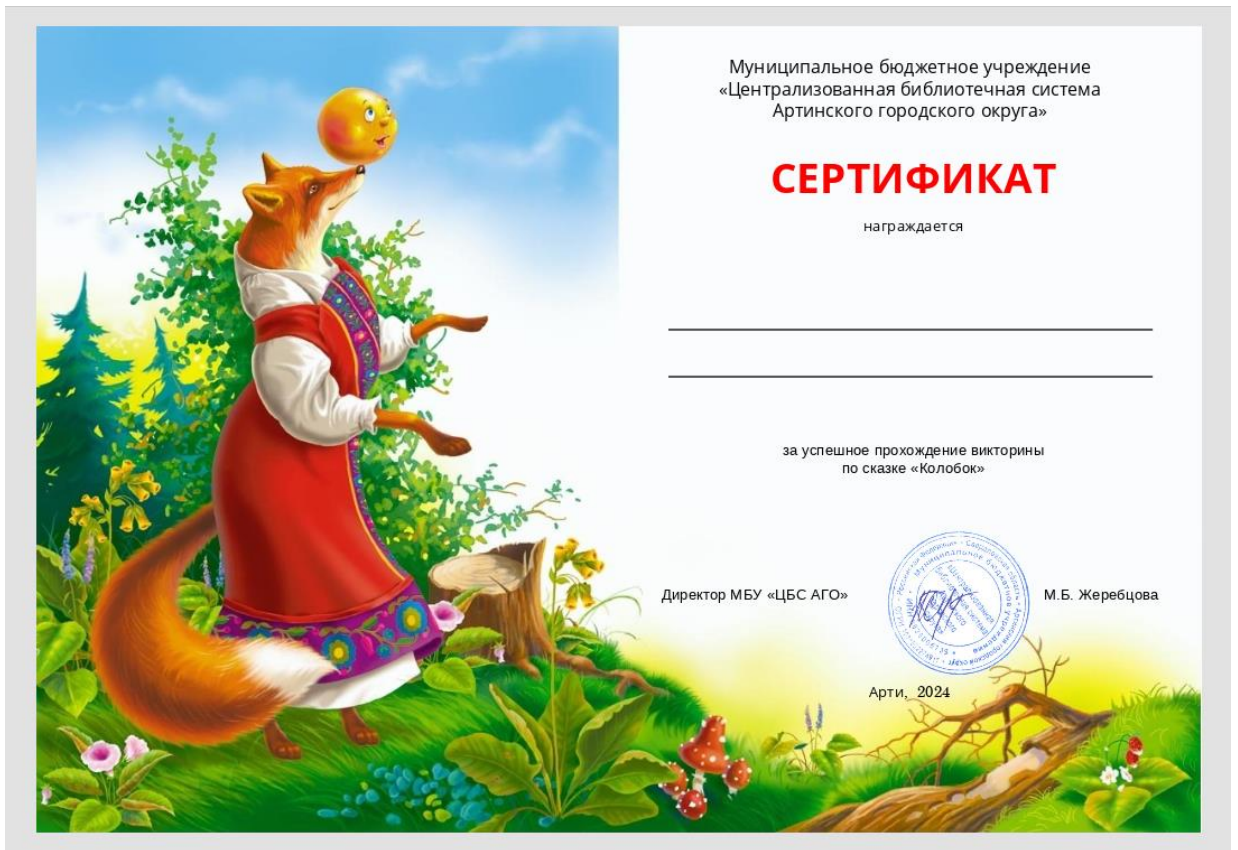 Муниципальное бюджетное учреждение
«Централизованная библиотечная система
Артинского городского округа»
СЕРТИФИКАТ
награждается
за успешное прохождение викторины
по сказке «Колобок»
Директор МБУ «ЦБС АГО»
М.Б. Жеребцова
Арти, 2024